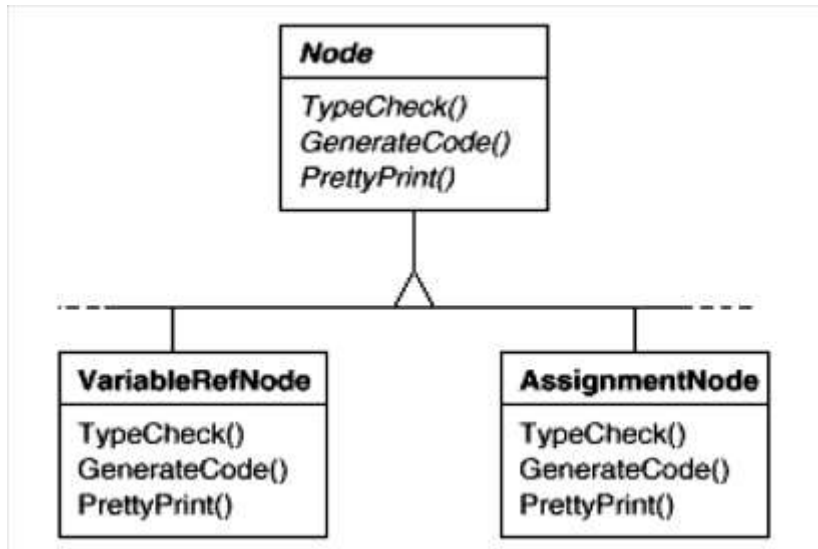 Node
TypeCheck()
GenerateCode()
PrettyPrint()
VariableRefNode
TypeCheck()
GenerateCode()
PrettyPrint()
AssignmentNode
TypeCheck()
GenerateCode()
PrettyPrint()